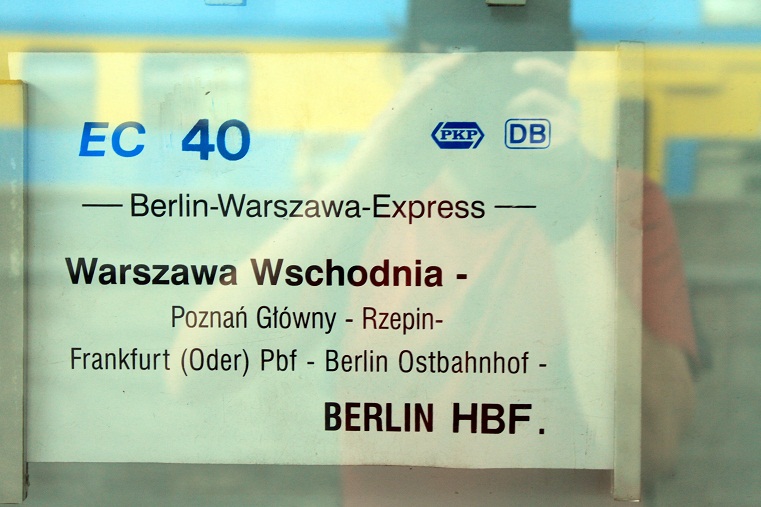 EC 40 PKP DB
— Berlin-Warszawa-Express —
Warszawa Wschodnia -
Poznań Główny - Rzepin-
Frankfurt (Oder) Pbf - Berlin Ostbahnhof -
BERLIN HBF.